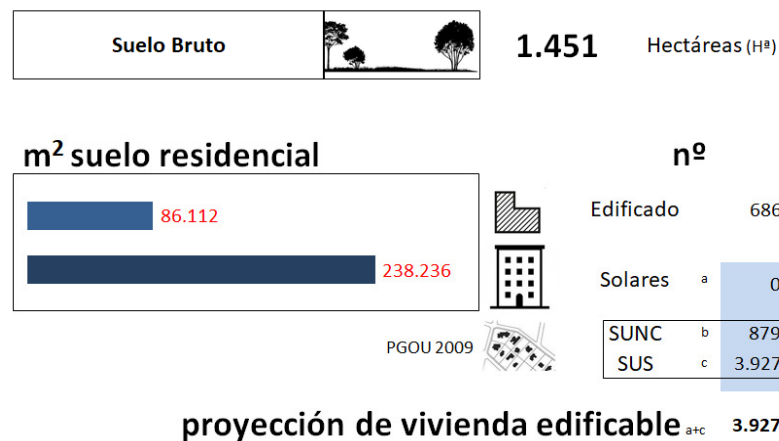 Suelo Bruto 1.451 Hectáreas (Hª)
m² suelo residencial nº
86.112 Edificado 686
238.236
Solares a 0
PGOU 2009 SUNC b 879
SUS c 3.927
proyección de vivienda edificable a+c 3.927